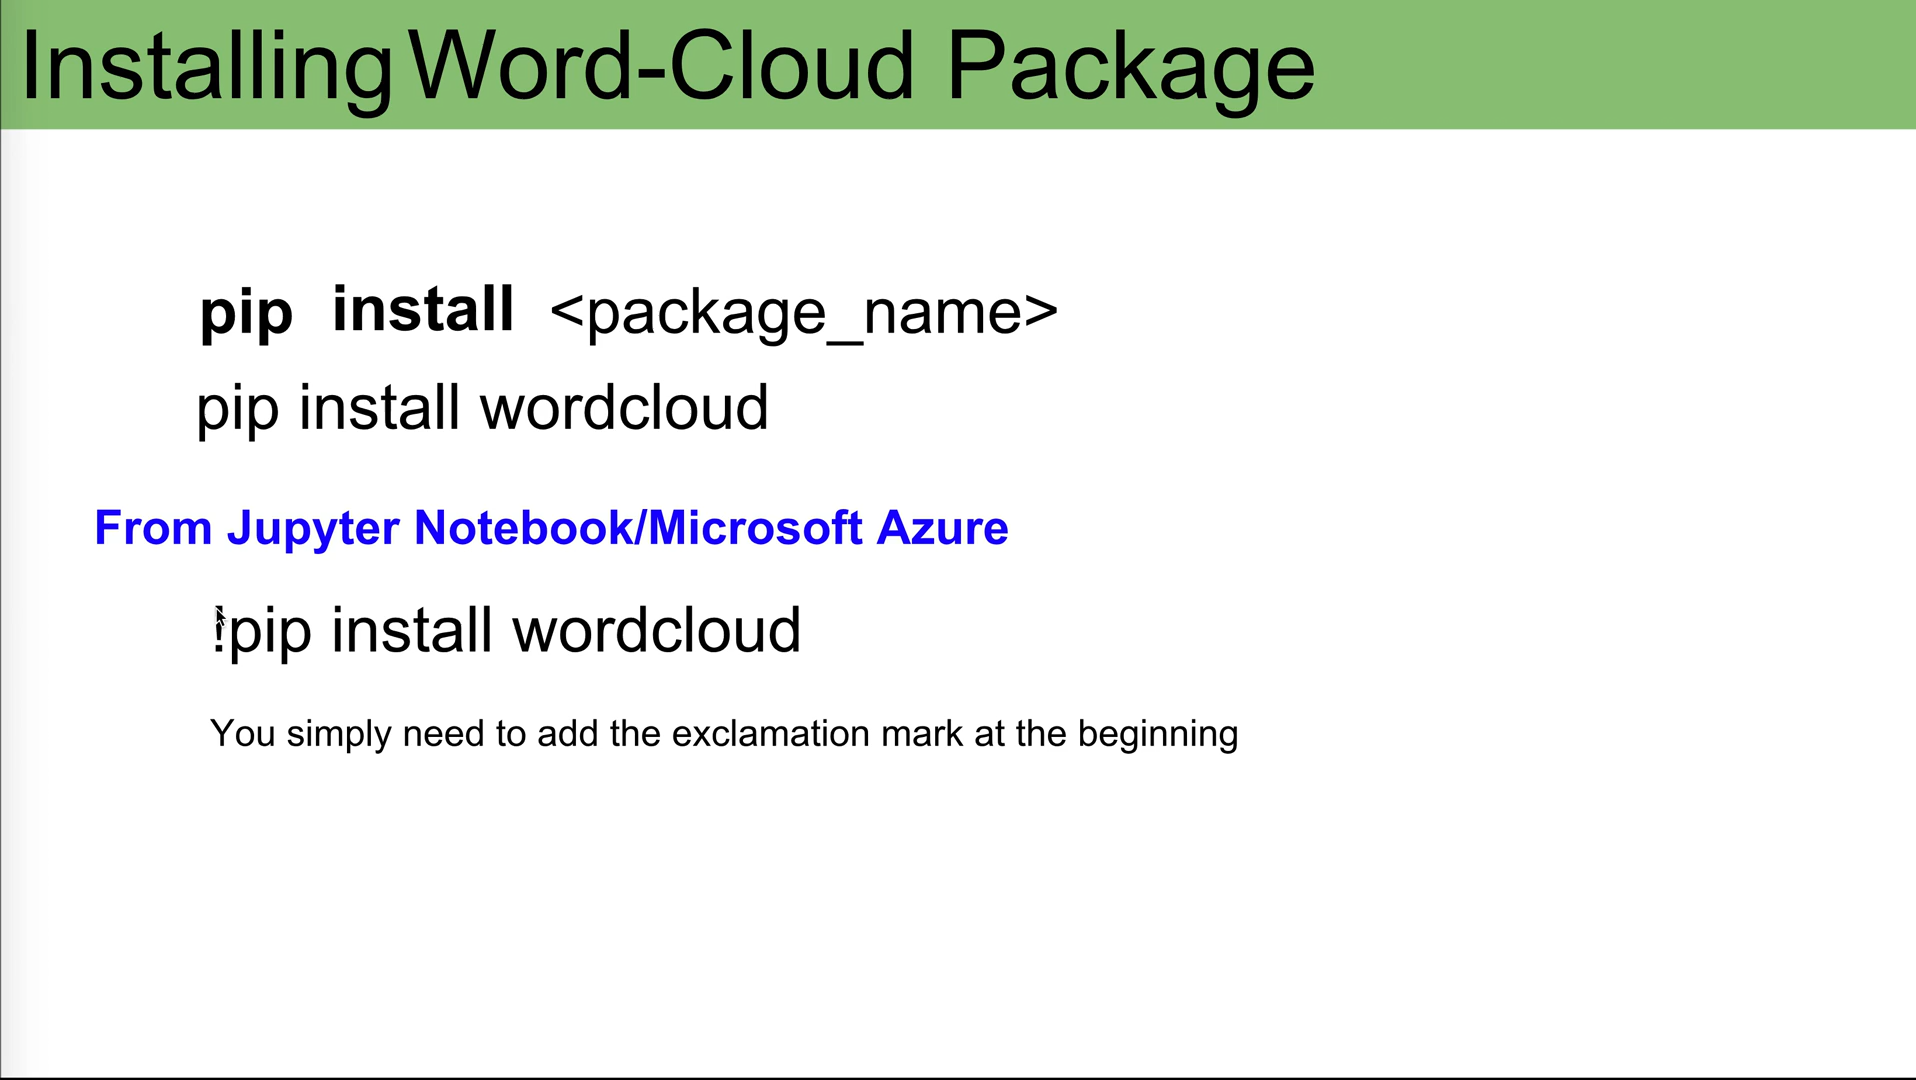 Installing Word-Cloud Package
pip install <package_name>
pip install wordcloud
From Jupyter Notebook/Microsoft Azure
!pip install wordcloud
You simply need to add the exclamation mark at the beginning